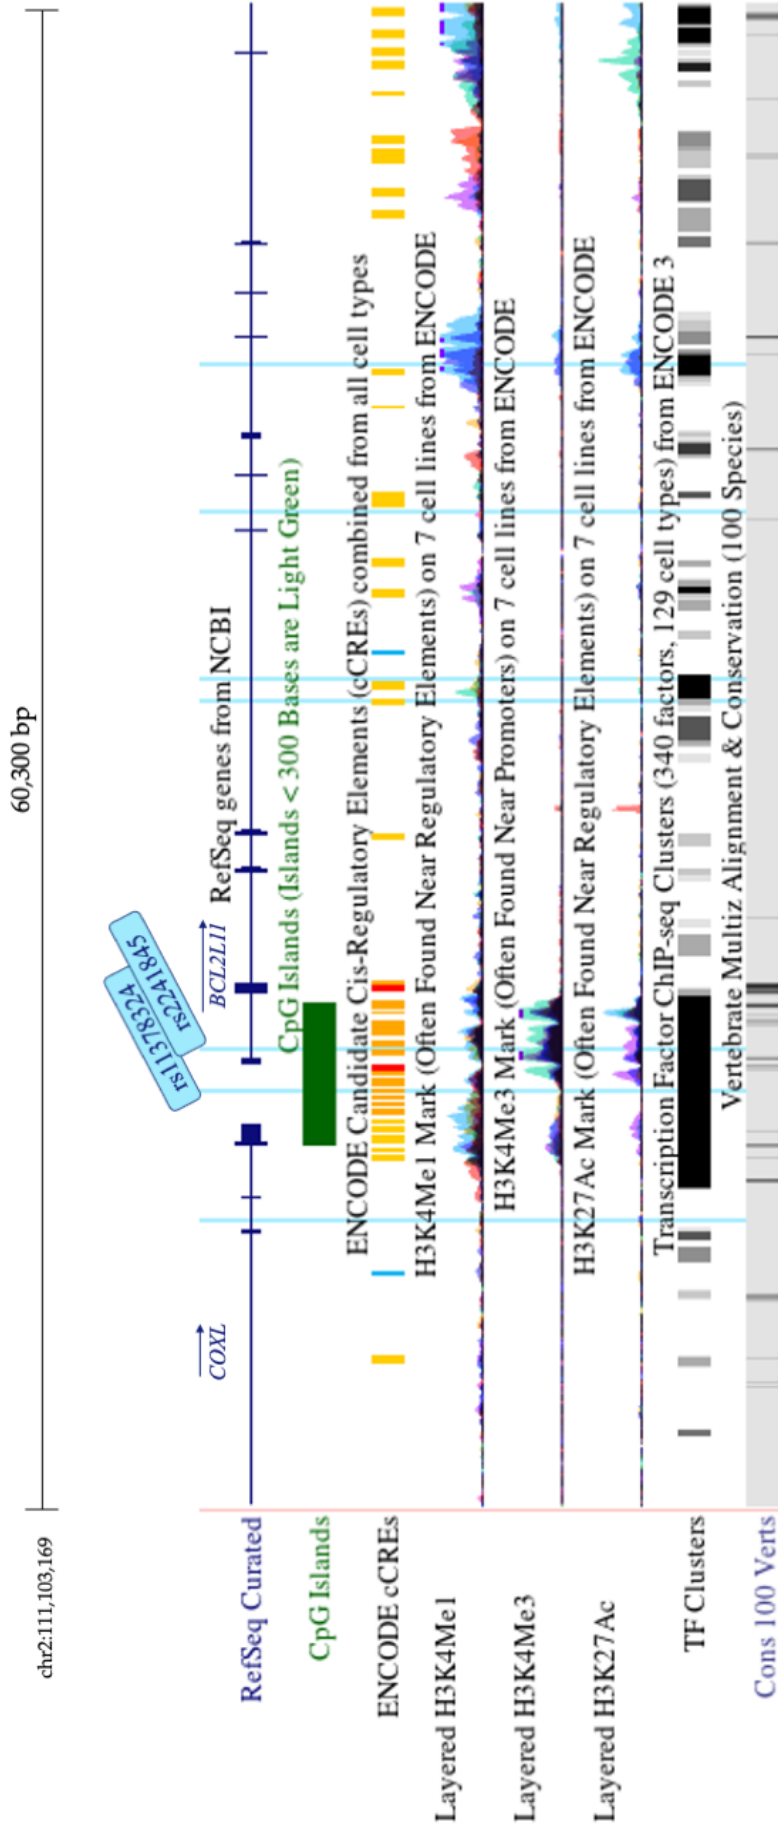 60,300 bp
chr2:111,103,169
rs11378324
rs2241845
COXL
BCL2L11
RefSeq genes from NCBI
RefSeq Curated
CpG Islands (Islands < 300 Bases are Light Green)
CpG Islands
ENCODE Candidate Cis-Regulatory Elements (cCREs) combined from all cell types
ENCODE cCREs
H3K4Me1 Mark (Often Found Near Regulatory Elements) on 7 cell lines from ENCODE
Layered H3K4Me1
H3K4Me3 Mark (Often Found Near Promoters) on 7 cell lines from ENCODE
Layered H3K4Me3
H3K27Ac Mark (Often Found Near Regulatory Elements) on 7 cell lines from ENCODE
Layered H3K27Ac
Transcription Factor ChIP-seq Clusters (340 factors, 129 cell types) from ENCODE 3
TF Clusters
Vertebrate Multiz Alignment & Conservation (100 Species)
Cons 100 Verts